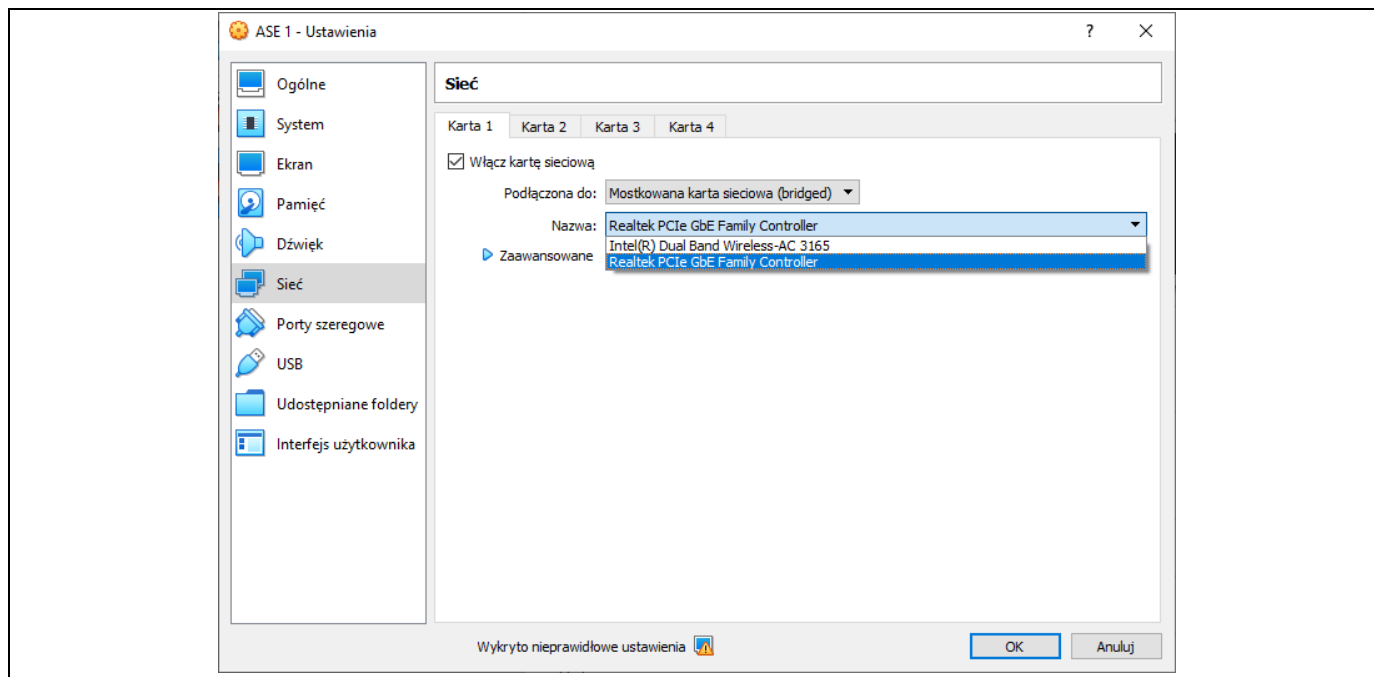 ASE 1 - Ustawienia
?
Ogólne
System
Ekran
Pamięć
Dźwięk
Sieć
Porty szeregowe
USB
Udostępniane foldery
Interfejs użytkownika
Sieć
Karta 1 Karta 2 Karta 3 Karta 4
Włącz kartę sieciową
Podłączona do: Mostkowana karta sieciowa (bridged)
Nazwa: Realtek PCIe GbE Family Controller
Intel(R) Dual Band Wireless-AC 3165
Realtek PCIe GbE Family Controller
Zaawansowane
Wykryto nieprawidłowe ustawienia
OK Anuluj